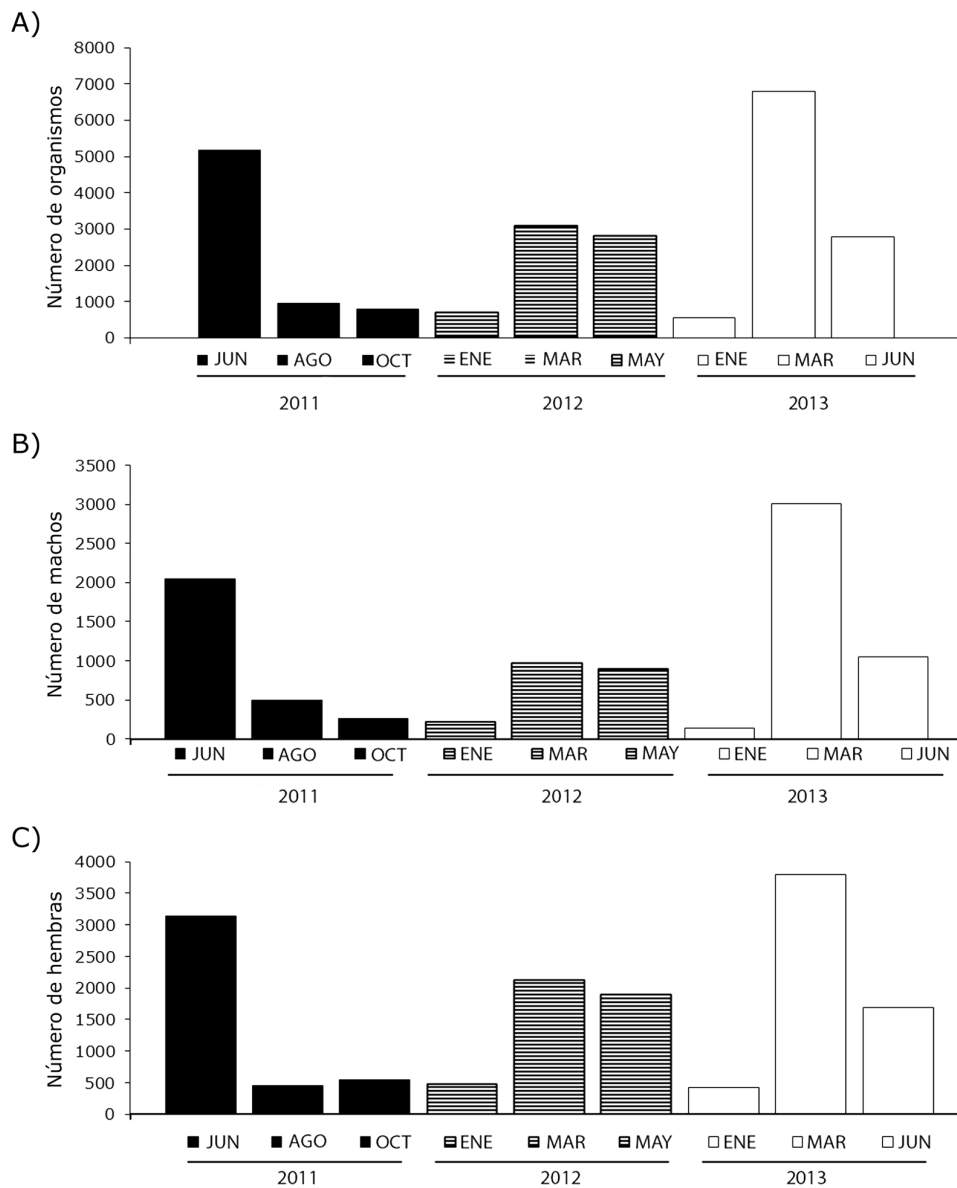 A)
Número de organismos
8000
7000
6000
5000
4000
3000
2000
1000
0
JUN AGO OCT ENE MAR MAY ENE MAR JUN
2011 2012 2013
B)
Número de machos
3500
3000
2500
2000
1500
1000
500
0
JUN AGO OCT ENE MAR MAY ENE MAR JUN
2011 2012 2013
C)
Número de hembras
4000
3500
3000
2500
2000
1500
1000
500
0
JUN AGO OCT ENE MAR MAY ENE MAR JUN
2011 2012 2013